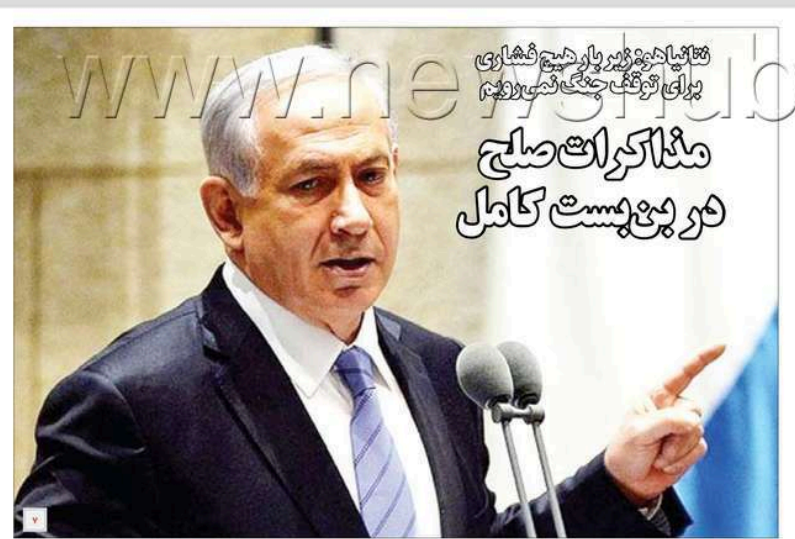 www.newshub
نتانیاهو: زیر بار هیچ فشاری
برای توقف جنگ نمی‌رویم
مذاکرات صلح
در بن‌بست کامل
۷